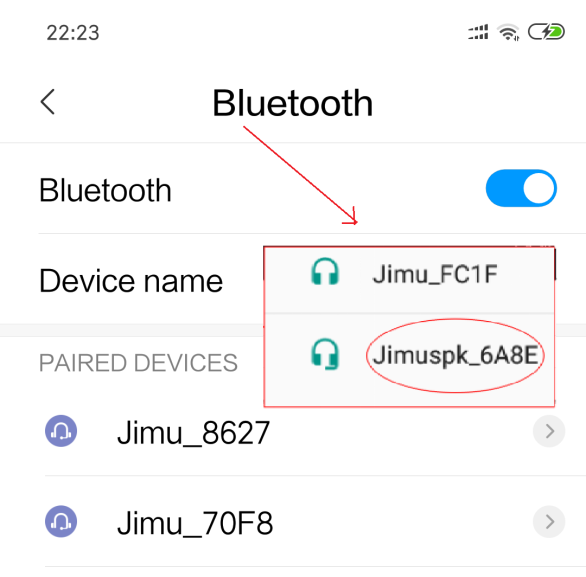 22:23
Bluetooth
Bluetooth
Device name
Jimu_FC1F
Jimuspk_6A8E
PAIRED DEVICES
Jimu_8627
Jimu_70F8